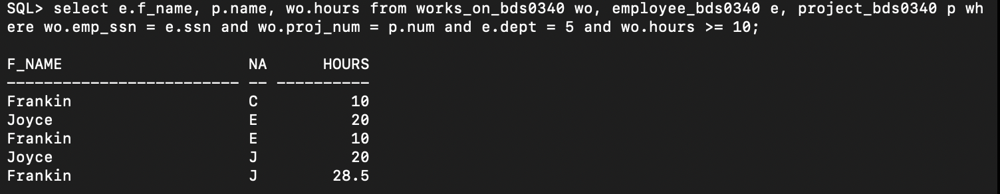 SQL> select e.f_name, p.name, wo.hours from works_on_bds0340 wo, employee_bds0340 e, project_bds0340 p wh
ere wo.emp_ssn = e.ssn and wo.proj_num = p.num and e.dept = 5 and wo.hours >= 10;

F_NAME                    NA      HOURS
------------------------- -- ----------
Frankin                   C          10
Joyce                     E          20
Frankin                   E          10
Joyce                     J          20
Frankin                   J        28.5